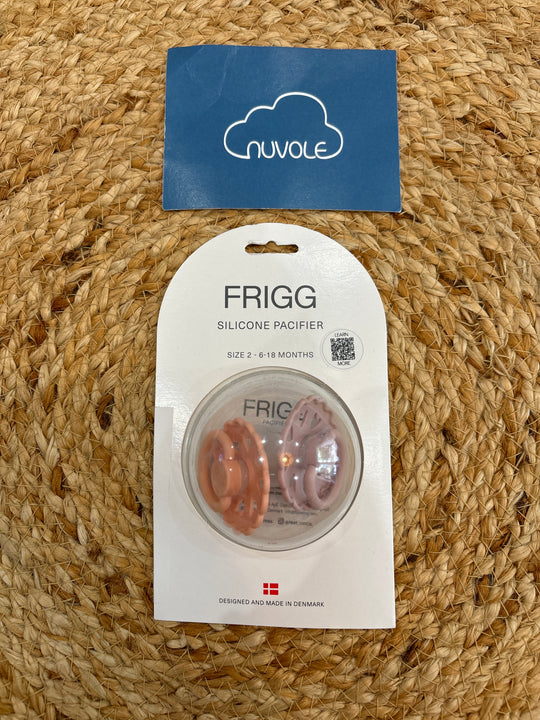 NUVOLE
FRIGG
SILICONE PACIFIER
LEARN
MORE
SIZE 2 - 6-18 MONTHS
FRIGG
DESIGNED AND MADE IN DENMARK